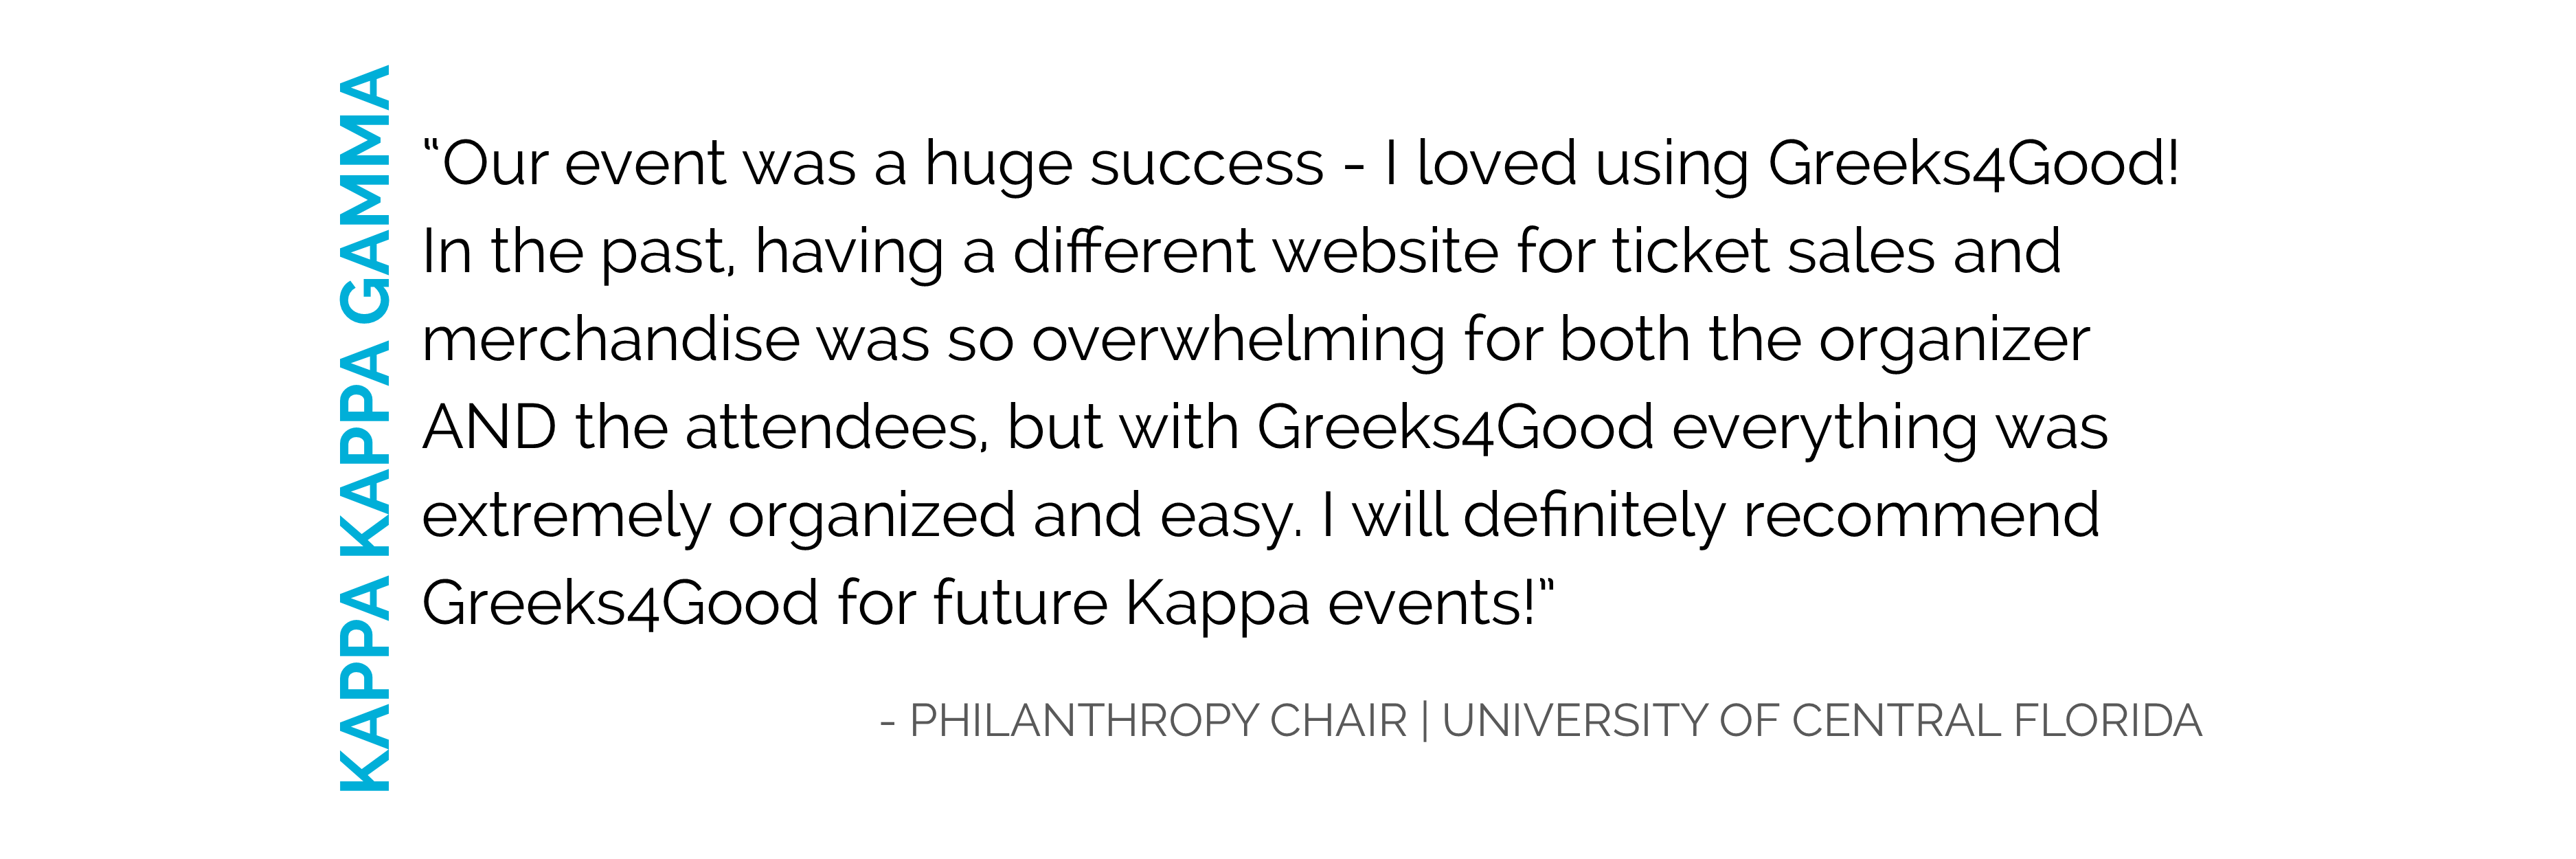 KAPPA KAPPA GAMMA
“Our event was a huge success - I loved using Greeks4Good!
In the past, having a different website for ticket sales and
merchandise was so overwhelming for both the organizer
AND the attendees, but with Greeks4Good everything was
extremely organized and easy. I will definitely recommend
Greeks4Good for future Kappa events!”
- PHILANTHROPY CHAIR | UNIVERSITY OF CENTRAL FLORIDA